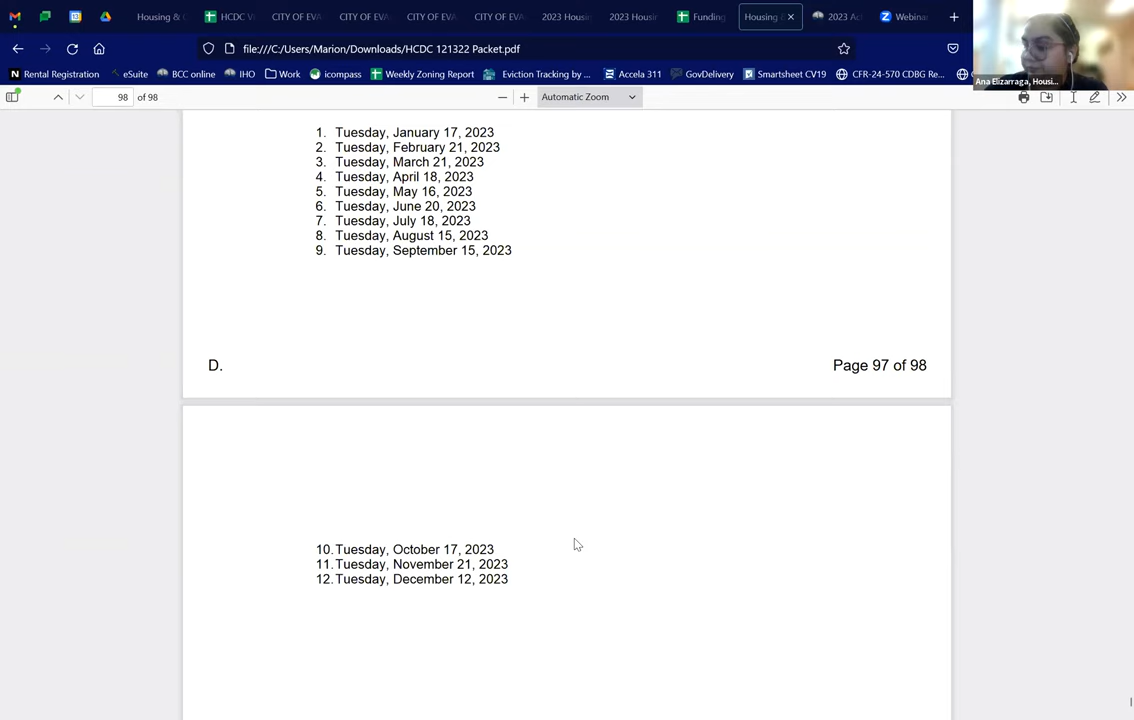 Housing &
HCDC V
CITY OF EVA
CITY OF EVA
CITY OF EVA
CITY OF EVA
2023 Housi
2023 Housi
Funding
Housing &
2023 Ac
Webina
file:///C:/Users/Marion/Downloads/HCDC 121322 Packet.pdf
Rental Registration
eSuite
BCC online
IHO
Work
icompass
Weekly Zoning Report
Eviction Tracking by ...
Accela 311
GovDelivery
Smartsheet CV19
CFR-24-570 CDBG Re...
Ana Elizarraga, Housi...
98 of 98
Automatic Zoom
1. Tuesday, January 17, 2023
2. Tuesday, February 21, 2023
3. Tuesday, March 21, 2023
4. Tuesday, April 18, 2023
5. Tuesday, May 16, 2023
6. Tuesday, June 20, 2023
7. Tuesday, July 18, 2023
8. Tuesday, August 15, 2023
9. Tuesday, September 15, 2023
D.
Page 97 of 98
10. Tuesday, October 17, 2023
11. Tuesday, November 21, 2023
12. Tuesday, December 12, 2023